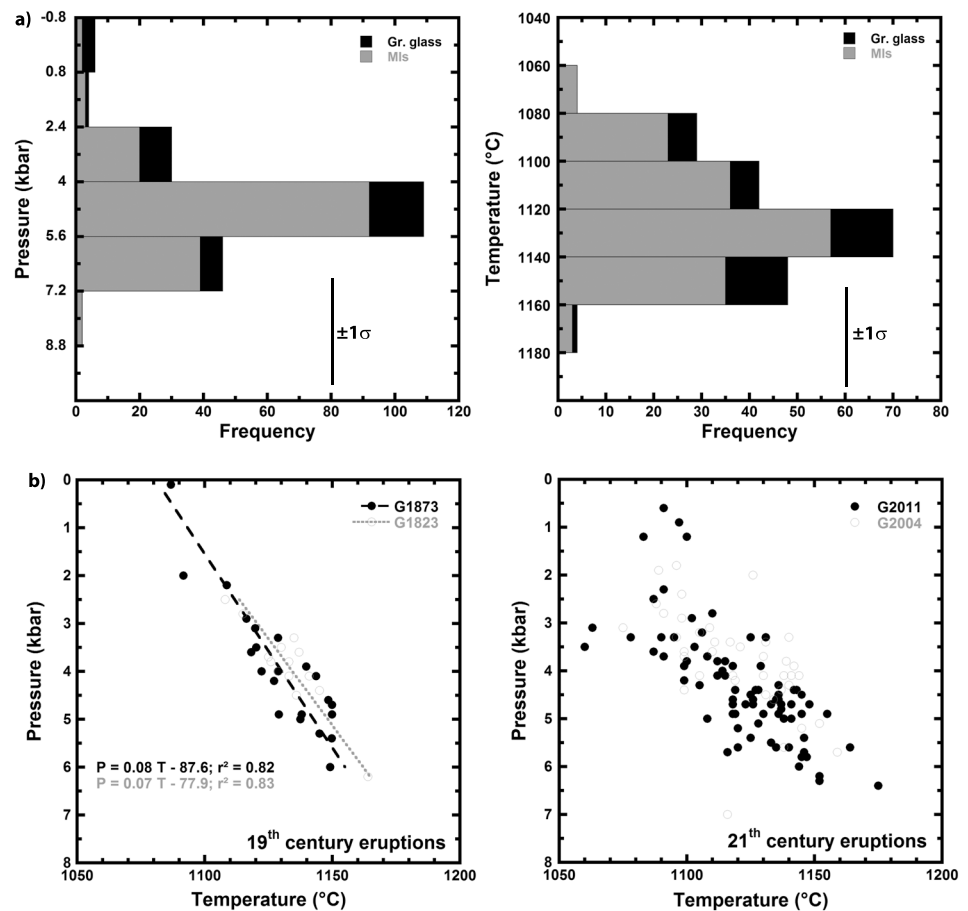 a)
-0.8
0.8
2.4
4
5.6
7.2
8.8
Pressure (kbar)
Gr. glass
MIs
±1σ
0 20 40 60 80 100 120
Frequency
1040
1060
1080
1100
1120
1140
1160
1180
Temperature (°C)
Gr. glass
MIs
±1σ
0 10 20 30 40 50 60 70 80
Frequency
b)
0
1
2
3
4
5
6
7
8
Pressure (kbar)
G1873
G1823
P = 0.08 T - 87.6; r² = 0.82
P = 0.07 T - 77.9; r² = 0.83
19th century eruptions
1050 1100 1150 1200
Temperature (°C)
0
1
2
3
4
5
6
7
8
Pressure (kbar)
G2011
G2004
21th century eruptions
1050 1100 1150 1200
Temperature (°C)